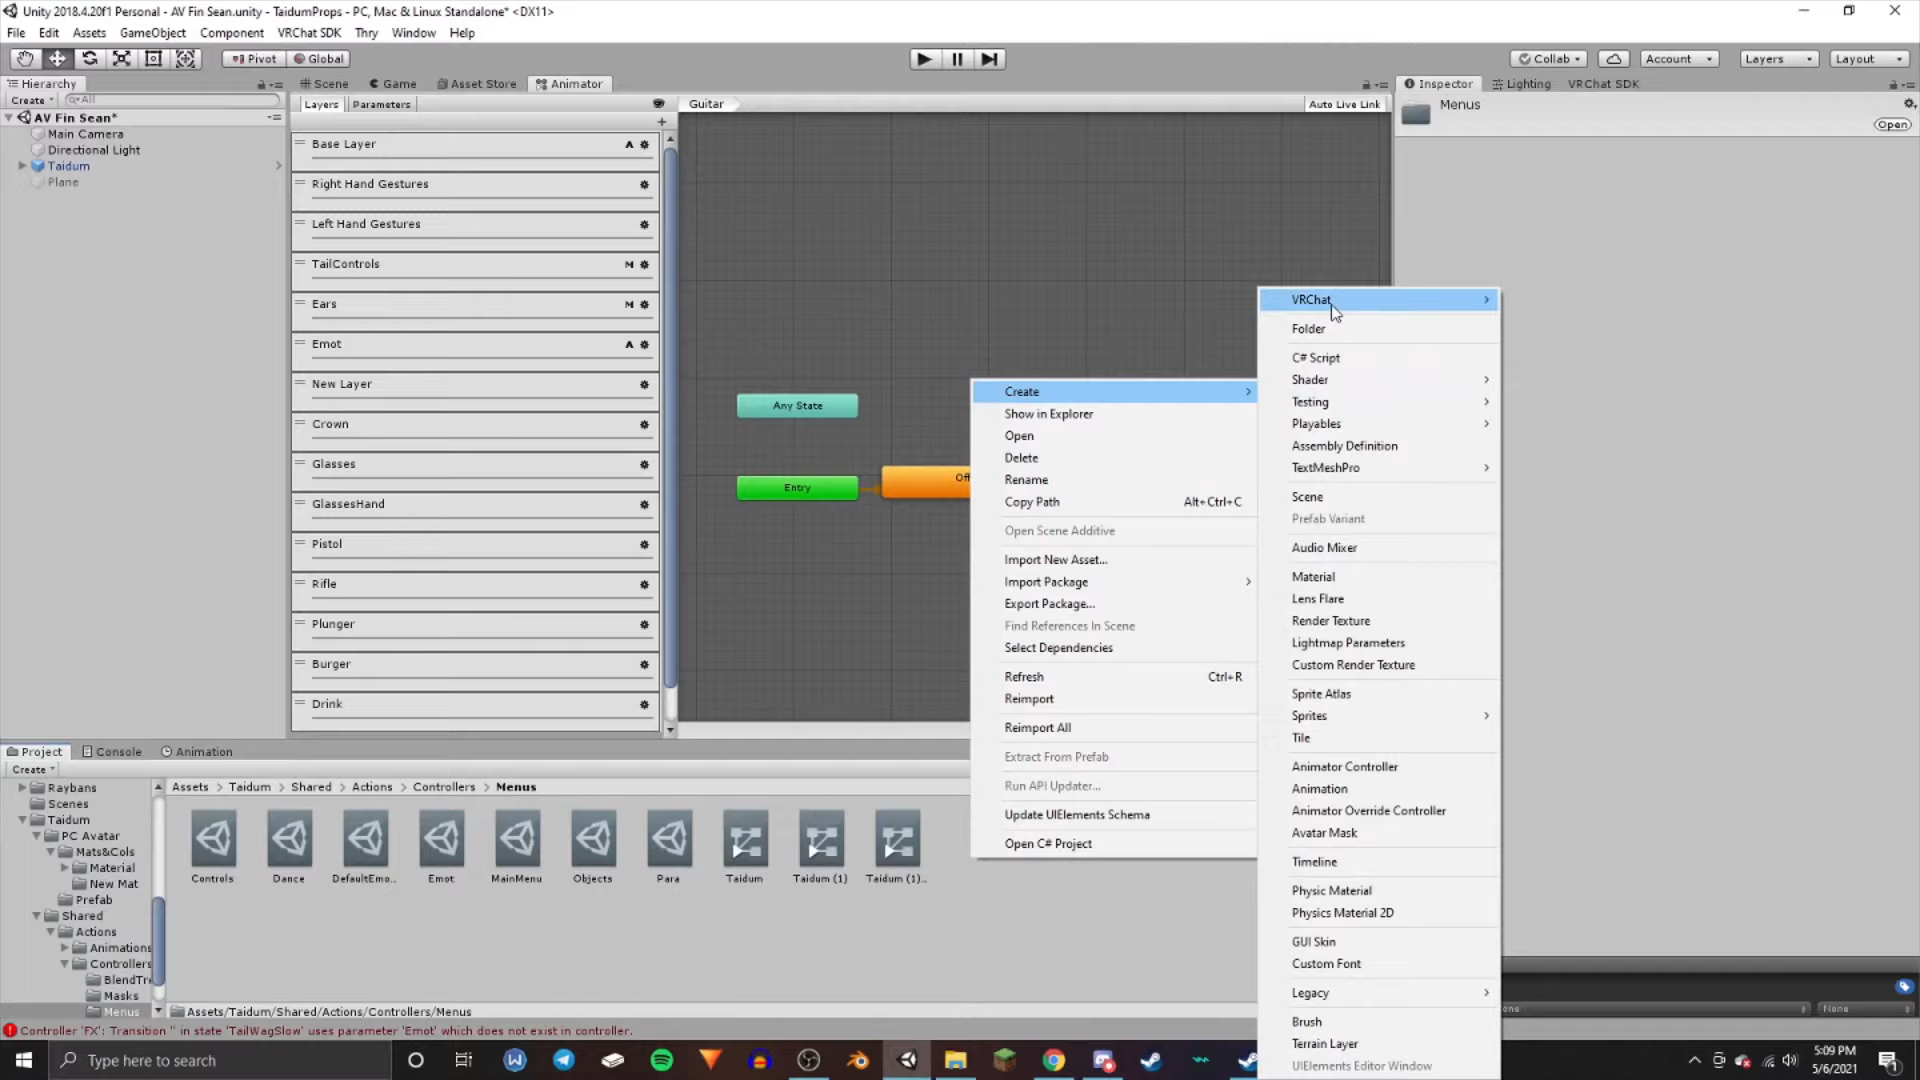 Unity 2018.4.20f1 Personal - AV Fin Sean.unity - TaidumProps - PC, Mac & Linux Standalone* <DX11>
File Edit Assets GameObject Component VRChat SDK Thry Window Help
Pivot Global Collab Account Layers Layout
Hierarchy
Create All
AV Fin Sean*
Main Camera
Directional Light
Taidum
Plane
Scene Game Asset Store Animator
Layers Parameters
Guitar Auto Live Link
Base Layer A
Right Hand Gestures
Left Hand Gestures
TailControls M
Ears M
Emot A
New Layer
Crown
Glasses
GlassesHand
Pistol
Rifle
Plunger
Burger
Drink
Any State
Entry
Off
Inspector Lighting VRChat SDK
Menus
Open
Create
Show in Explorer
Open
Delete
Rename
Copy Path Alt+Ctrl+C
Open Scene Additive
Import New Asset...
Import Package
Export Package...
Find References In Scene
Select Dependencies
Refresh Ctrl+R
Reimport
Reimport All
Extract From Prefab
Run API Updater...
Update UIElements Schema
Open C# Project
VRChat
Folder
C# Script
Shader
Testing
Playables
Assembly Definition
TextMeshPro
Scene
Prefab Variant
Audio Mixer
Material
Lens Flare
Render Texture
Lightmap Parameters
Custom Render Texture
Sprite Atlas
Sprites
Tile
Animator Controller
Animation
Animator Override Controller
Avatar Mask
Timeline
Physic Material
Physics Material 2D
GUI Skin
Custom Font
Legacy
Brush
Terrain Layer
UIElements Editor Window
Project Console Animation
Create
Raybans
Scenes
Taidum
PC Avatar
Mats&Cols
Material
New Mat
Prefab
Shared
Actions
Animations
Controllers
BlendTre
Masks
Menus
Assets > Taidum > Shared > Actions > Controllers > Menus
Controls Dance DefaultEmo.. Emot MainMenu Objects Para Taidum Taidum (1) Taidum (1)..
Assets/Taidum/Shared/Actions/Controllers/Menus
one None
Controller 'FX': Transition '' in state 'TailWagSlow' uses parameter 'Emot' which does not exist in controller.
Type here to search
5:09 PM
5/6/2021
1